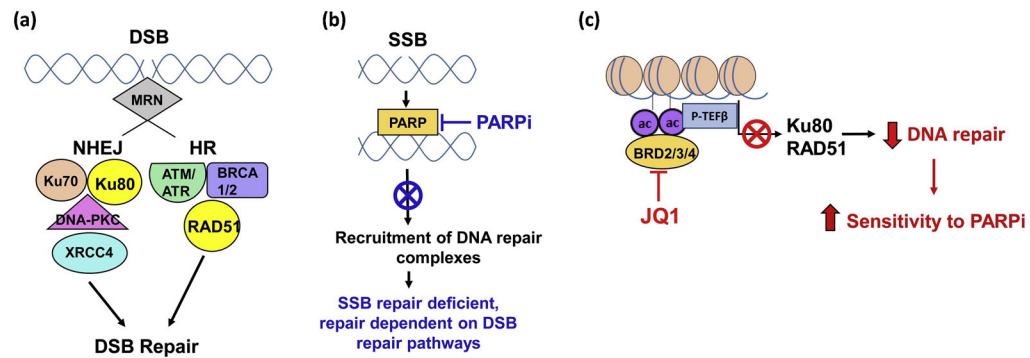 (a)
DSB
MRN
NHEJ HR
Ku70 Ku80
ATM/
ATR
BRCA
1/2
DNA-PKC
RAD51
XRCC4
DSB Repair
(b)
SSB
PARP
PARPi
Recruitment of DNA repair
complexes
SSB repair deficient,
repair dependent on DSB
repair pathways
(c)
ac ac P-TEFβ
BRD2/3/4
JQ1
Ku80
RAD51
DNA repair
Sensitivity to PARPi